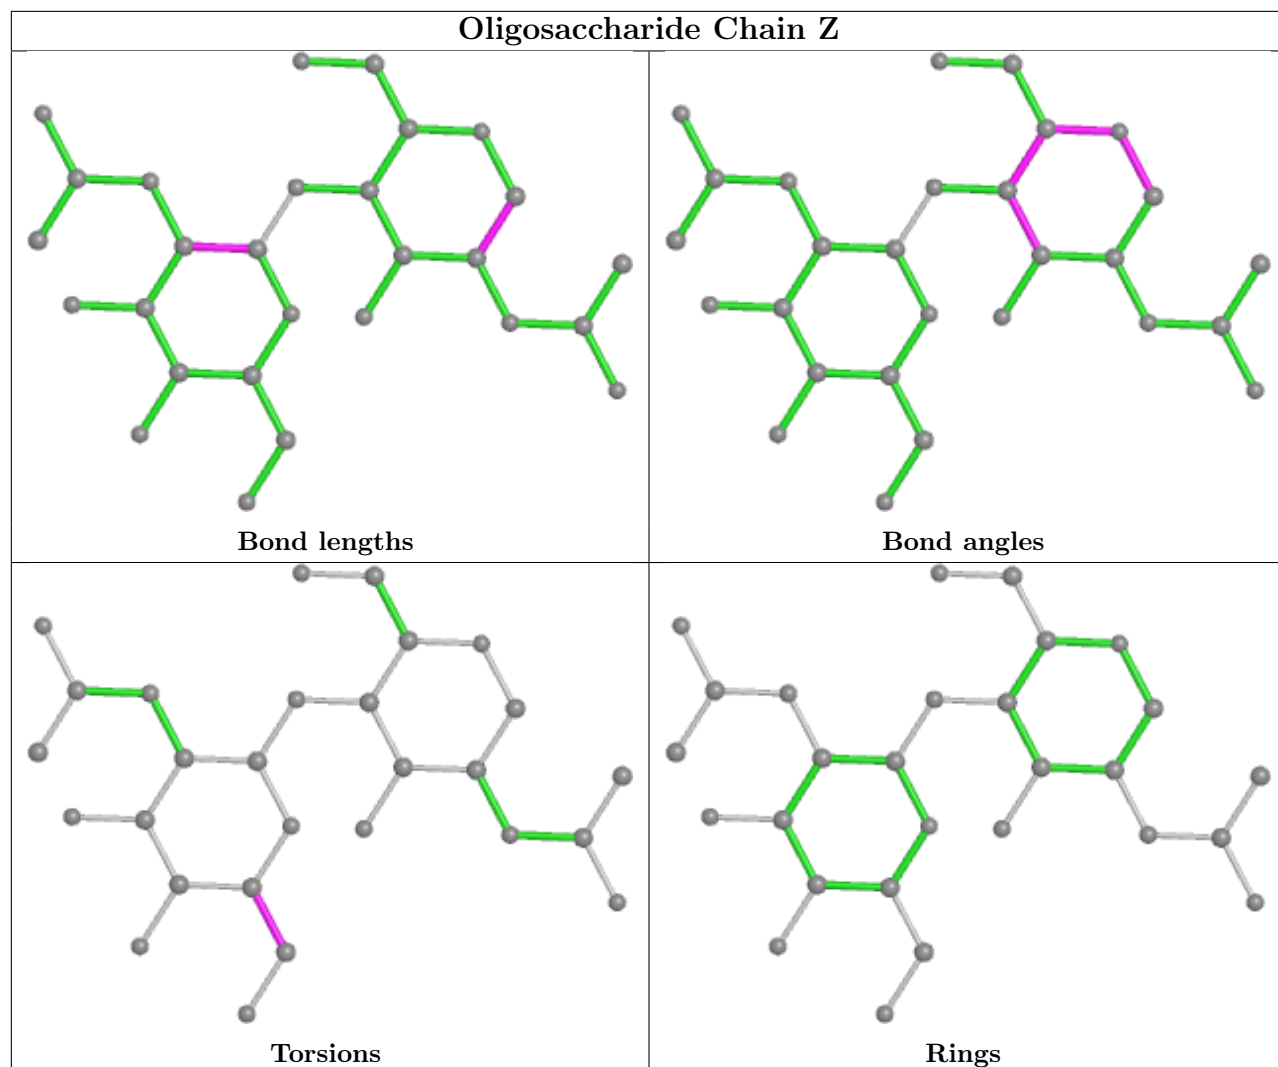 Oligosaccharide Chain Z
Bond lengths
Bond angles
Torsions
Rings